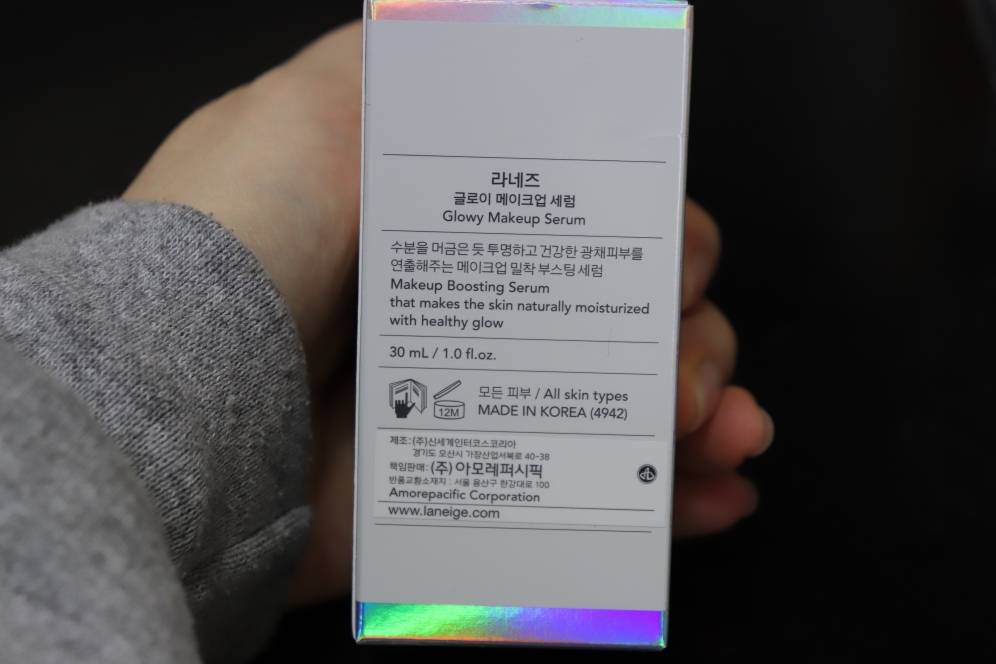 라네즈
글로이 메이크업 세럼
Glowy Makeup Serum
수분을 머금은 듯 투명하고 건강한 광채피부를
연출해주는 메이크업 밀착 부스팅 세럼
Makeup Boosting Serum
that makes the skin naturally moisturized
with healthy glow
30 mL / 1.0 fl.oz.
12M
모든 피부 / All skin types
MADE IN KOREA (4942)
제조:(주)신세계인터코스코리아
경기도 오산시 가장산업서북로 40-38
책임판매:(주)아모레퍼시픽
반품교환소재지 : 서울 용산구 한강대로 100
Amorepacific Corporation
www.laneige.com